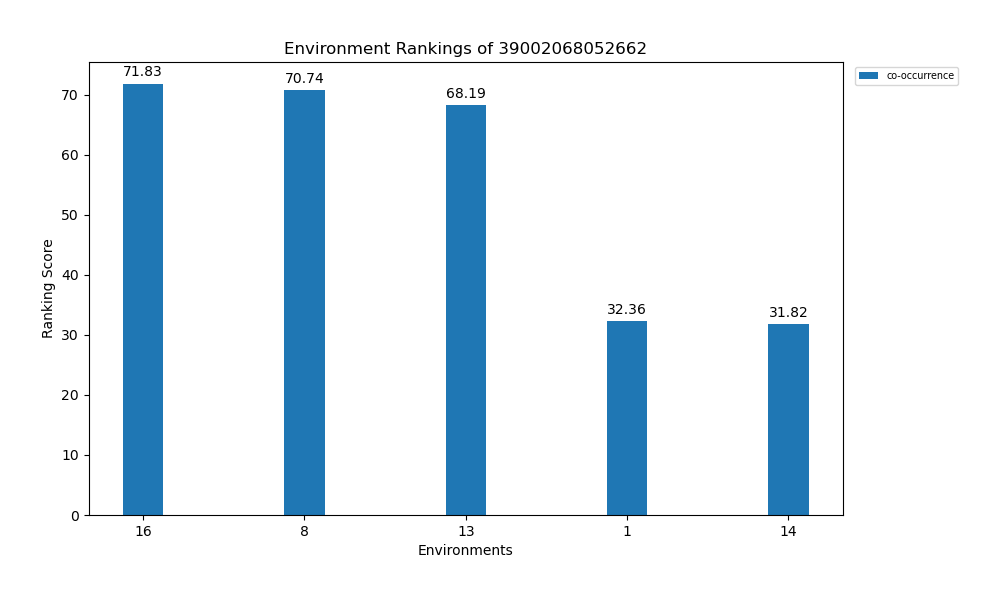 Environment Rankings of 39002068052662
co-occurrence
71.83
70.74
68.19
32.36
31.82
Ranking Score
70
60
50
40
30
20
10
0
16 8 13 1 14
Environments